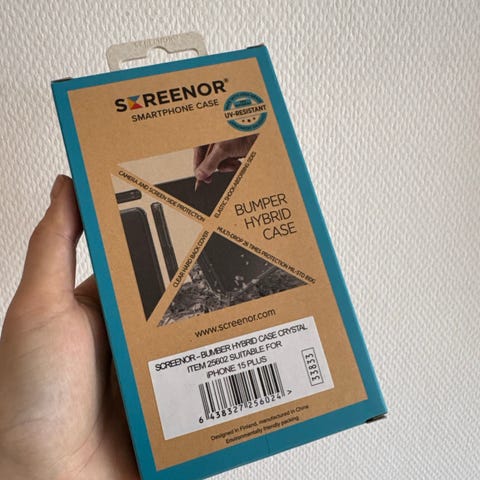 SCREENOR®
SMARTPHONE CASE
UV-RESISTANT
CAMERA AND SCREEN SIDE PROTECTION
ELASTIC SHOCK-ABSORBING SIDES
BUMPER
HYBRID
CASE
CLEAR HARD BACK COVER
MULTI-DROP 26 TIMES PROTECTION MIL-STD 810G
www.screenor.com
SCREENOR - BUMBER HYBRID CASE CRYSTAL
ITEM 25602 SUITABLE FOR
iPHONE 15 PLUS
33833
6 438327 256024 >
Designed in Finland, manufactured in China.
Environmentally friendly packing.